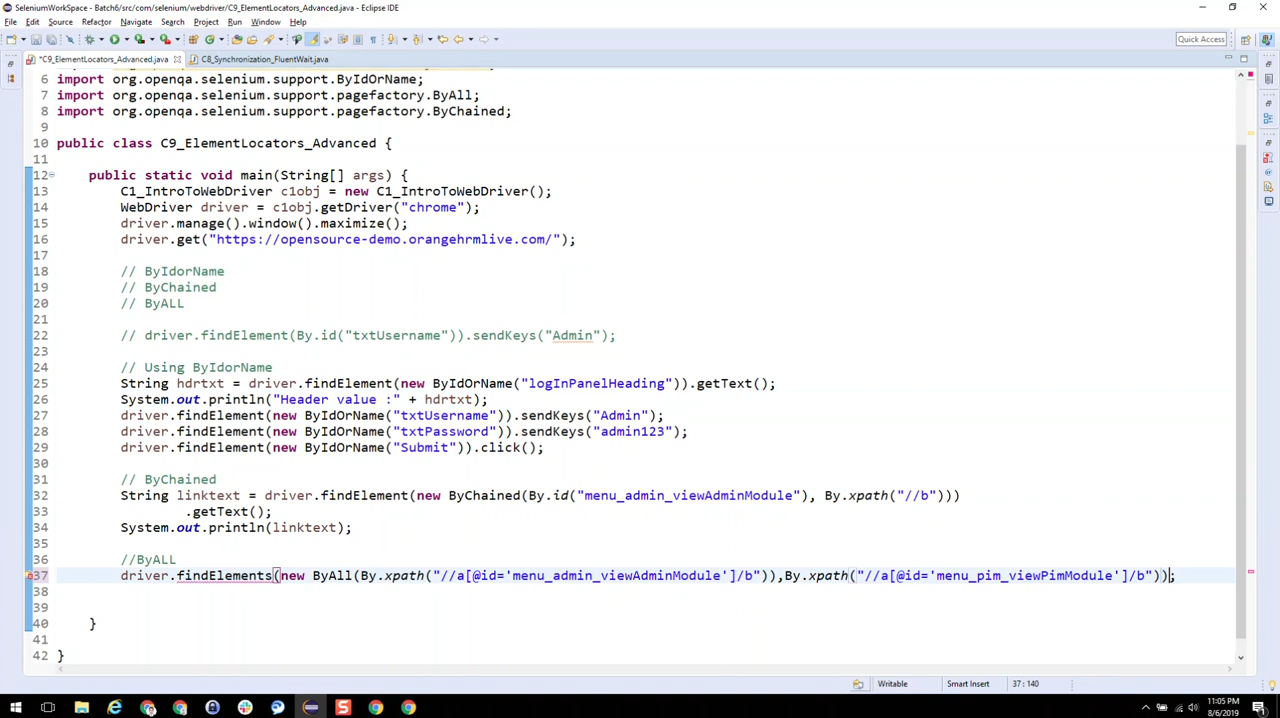 SeleniumWorkSpace - Batch6/src/com/selenium/webdriver/C9_ElementLocators_Advanced.java - Eclipse IDE
File Edit Source Refactor Navigate Search Project Run Window Help
Quick Access
*C9_ElementLocators_Advanced.java C8_Synchronization_FluentWait.java
6 import org.openqa.selenium.support.ByIdOrName;
7 import org.openqa.selenium.support.pagefactory.ByAll;
8 import org.openqa.selenium.support.pagefactory.ByChained;
9
10 public class C9_ElementLocators_Advanced {
11
12 public static void main(String[] args) {
13 C1_IntroToWebDriver c1obj = new C1_IntroToWebDriver();
14 WebDriver driver = c1obj.getDriver("chrome");
15 driver.manage().window().maximize();
16 driver.get("https://opensource-demo.orangehrmlive.com/");
17
18 // ByIdorName
19 // ByChained
20 // ByALL
21
22 // driver.findElement(By.id("txtUsername")).sendKeys("Admin");
23
24 // Using ByIdorName
25 String hdrtxt = driver.findElement(new ByIdOrName("logInPanelHeading")).getText();
26 System.out.println("Header value :" + hdrtxt);
27 driver.findElement(new ByIdOrName("txtUsername")).sendKeys("Admin");
28 driver.findElement(new ByIdOrName("txtPassword")).sendKeys("admin123");
29 driver.findElement(new ByIdOrName("Submit")).click();
30
31 // ByChained
32 String linktext = driver.findElement(new ByChained(By.id("menu_admin_viewAdminModule"), By.xpath("//b")))
33 .getText();
34 System.out.println(linktext);
35
36 //ByALL
37 driver.findElements(new ByAll(By.xpath("//a[@id='menu_admin_viewAdminModule']/b")),By.xpath("//a[@id='menu_pim_viewPimModule']/b"));
38
39
40 }
41
42 }
Writable Smart Insert 37 : 140
11:05 PM
8/6/2019